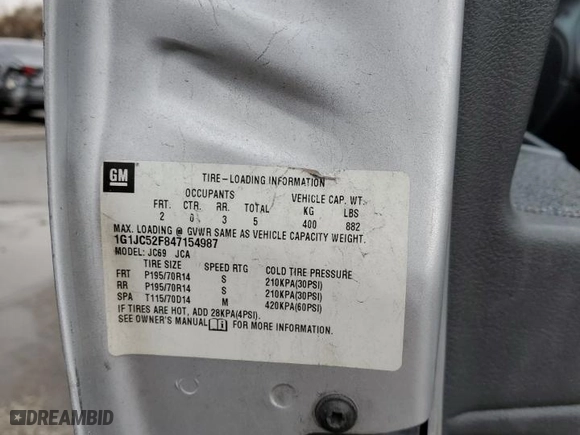 GM
TIRE-LOADING INFORMATION
OCCUPANTS VEHICLE CAP. WT.
FRT. CTR. RR. TOTAL KG LBS
2 0 3 5 400 882
MAX. LOADING @ GVWR SAME AS VEHICLE CAPACITY WEIGHT.
1G1JC52F847154987
MODEL: JC69 JCA
TIRE SIZE SPEED RTG COLD TIRE PRESSURE
FRT P195/70R14 S 210KPA(30PSI)
RR P195/70R14 S 210KPA(30PSI)
SPA T115/70D14 M 420KPA(60PSI)
IF TIRES ARE HOT, ADD 28KPA(4PSI).
SEE OWNER'S MANUAL FOR MORE INFORMATION.
DREAMBID